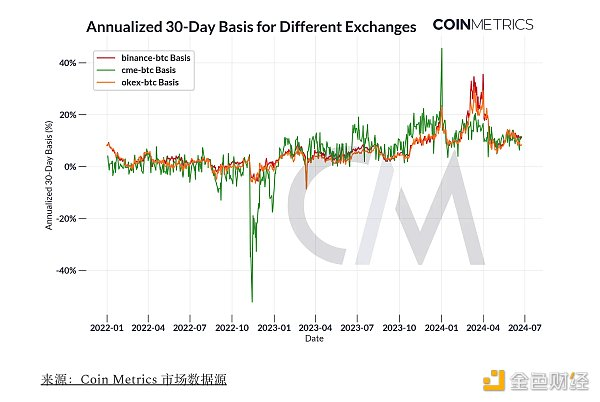 Annualized 30-Day Basis for Different Exchanges
COINMETRICS
binance-btc Basis
cme-btc Basis
okex-btc Basis
Annualized 30-Day Basis (%)
40%
20%
0%
-20%
-40%
CM
2022-01 2022-04 2022-07 2022-10 2023-01 2023-04 2023-07 2023-10 2024-01 2024-04 2024-07
Date
来源：Coin Metrics 市场数据源
金色财经